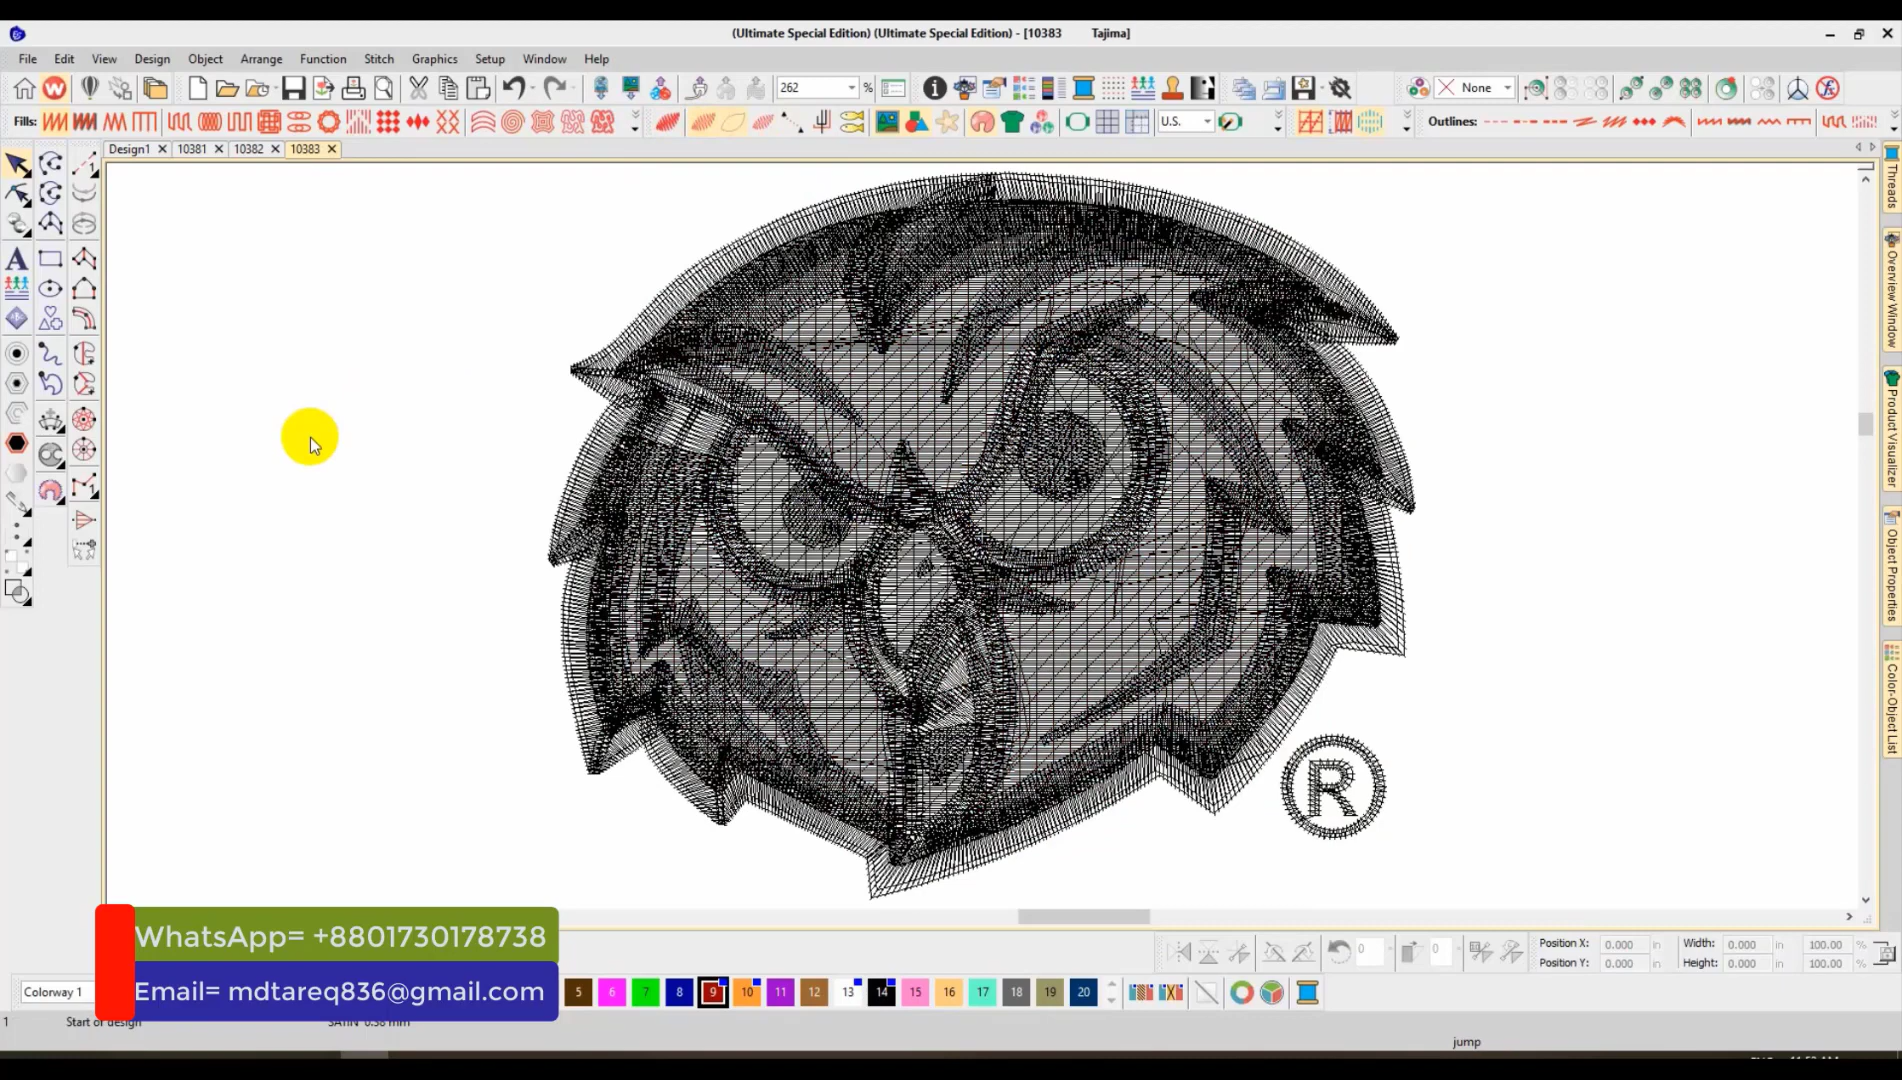 (Ultimate Special Edition) (Ultimate Special Edition) - [10383 Tajima]
File Edit View Design Object Arrange Function Stitch Graphics Setup Window Help
262 %
None
Fills:
U.S.
Outlines:
Design1 10381 10382 10383
Threads
Overview Window
Product Visualizer
Object Properties
Color-Object List
A
R
WhatsApp= +8801730178738
Email= mdtareq836@gmail.com
0 0
Position X: 0.000 in Width: 0.000 in 100.00 %
Position Y: 0.000 in Height: 0.000 in 100.00 %
Colorway 1
5 6 7 8 9 10 11 12 13 14 15 16 17 18 19 20
1 Start of design
jump